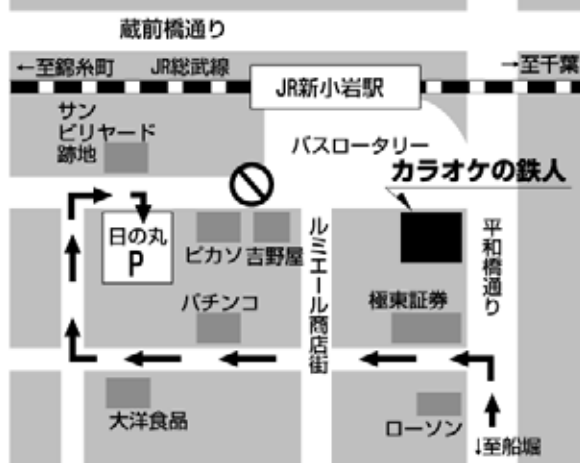 蔵前橋通り
←至錦糸町
JR総武線
→至千葉
JR新小岩駅
サン
ビリヤード
跡地
バスロータリー
カラオケの鉄人
日の丸
P
ピカソ
吉野屋
ルミエール商店街
平和橋通り
パチンコ
極東証券
大洋食品
ローソン
↓至船堀